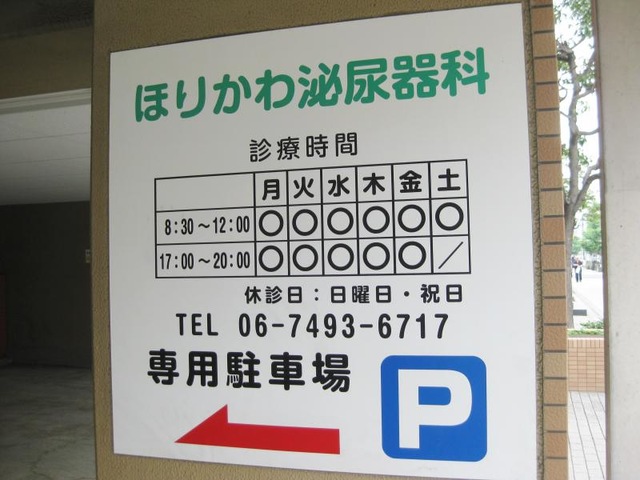 ほりかわ泌尿器科
診療時間
月 火 水 木 金 土
8:30～12:00 〇 〇 〇 〇 〇 〇
17:00～20:00 〇 〇 〇 〇 〇 ／
休診日：日曜日・祝日
TEL 06-7493-6717
専用駐車場
P